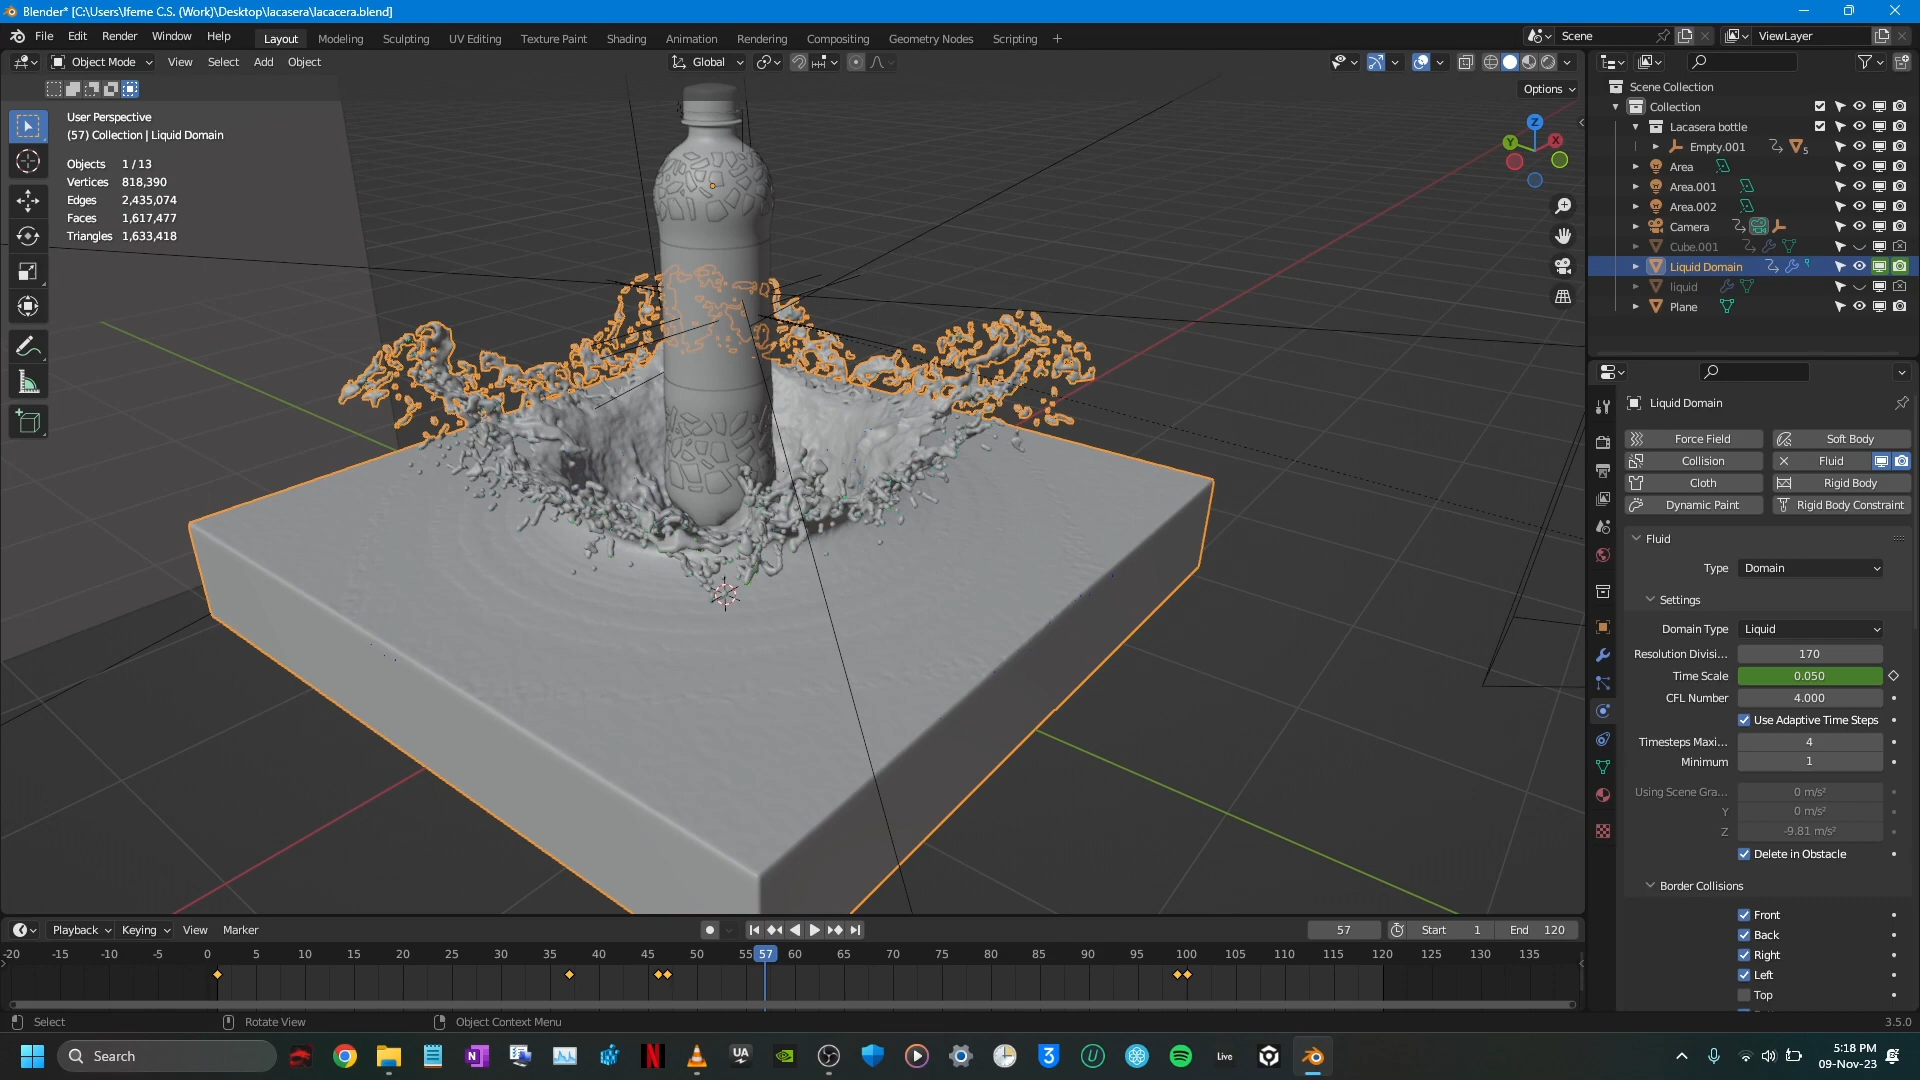 Blender* [C:\Users\Ifeme C.S. (Work)\Desktop\lacasera\lacacera.blend]
File Edit Render Window Help Layout Modeling Sculpting UV Editing Texture Paint Shading Animation Rendering Compositing Geometry Nodes Scripting + Scene ViewLayer
Object Mode View Select Add Object Global
Options
User Perspective
(57) Collection | Liquid Domain
Objects 1 / 13
Vertices 818,390
Edges 2,435,074
Faces 1,617,477
Triangles 1,633,418
Z
Y
X
Scene Collection
Collection
Lacasera bottle
Empty.001 5
Area
Area.001
Area.002
Camera
Cube.001
Liquid Domain
liquid
Plane
Liquid Domain
Force Field Soft Body
Collision Fluid
Cloth Rigid Body
Dynamic Paint Rigid Body Constraint
Fluid
Type Domain
Settings
Domain Type Liquid
Resolution Divisi... 170
Time Scale 0.050
CFL Number 4.000
Use Adaptive Time Steps
Timesteps Maxi... 4
Minimum 1
Using Scene Gra... 0 m/s²
Y 0 m/s²
Z -9.81 m/s²
Delete in Obstacle
Border Collisions
Front
Back
Right
Left
Top
Playback Keying View Marker 57 Start 1 End 120
-20 -15 -10 -5 0 5 10 15 20 25 30 35 40 45 50 55 57 60 65 70 75 80 85 90 95 100 105 110 115 120 125 130 135
Select Rotate View Object Context Menu 3.5.0
Search N N UA 3 U Live 5:18 PM
09-Nov-23